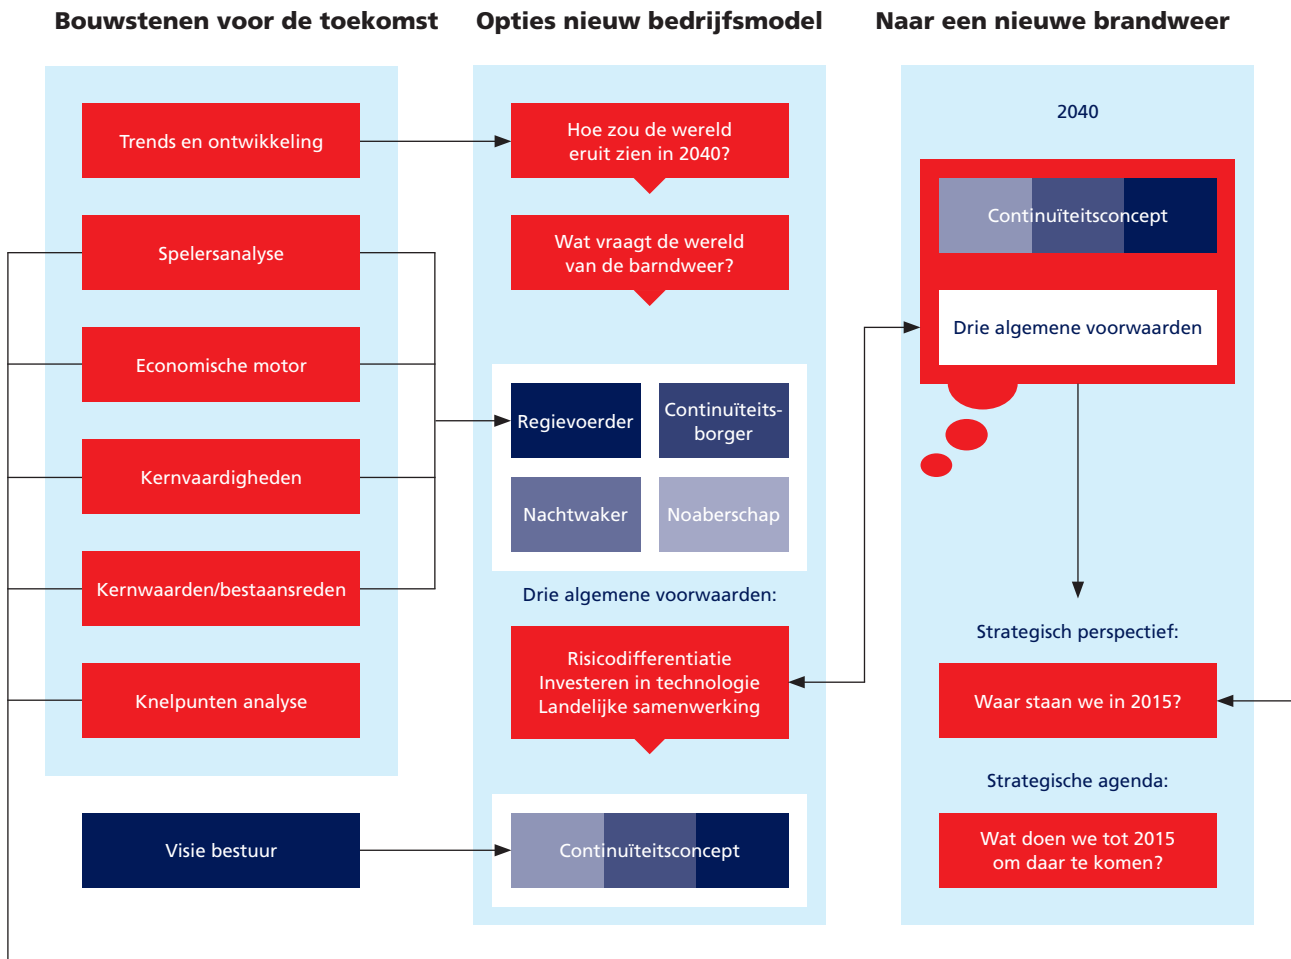 Bouwstenen voor de toekomst
Trends en ontwikkeling
Spelersanalyse
Economische motor
Kernvaardigheden
Kernwaarden/bestaansreden
Knelpunten analyse
Visie bestuur
Opties nieuw bedrijfsmodel
Hoe zou de wereld
eruit zien in 2040?
Wat vraagt de wereld
van de barndweer?
Regievoerder
Continuïteits-
borger
Nachtwaker
Noaberschap
Drie algemene voorwaarden:
Risicodifferentiatie
Investeren in technologie
Landelijke samenwerking
Continuïteitsconcept
Naar een nieuwe brandweer
2040
Continuïteitsconcept
Drie algemene voorwaarden
Strategisch perspectief:
Waar staan we in 2015?
Strategische agenda:
Wat doen we tot 2015
om daar te komen?